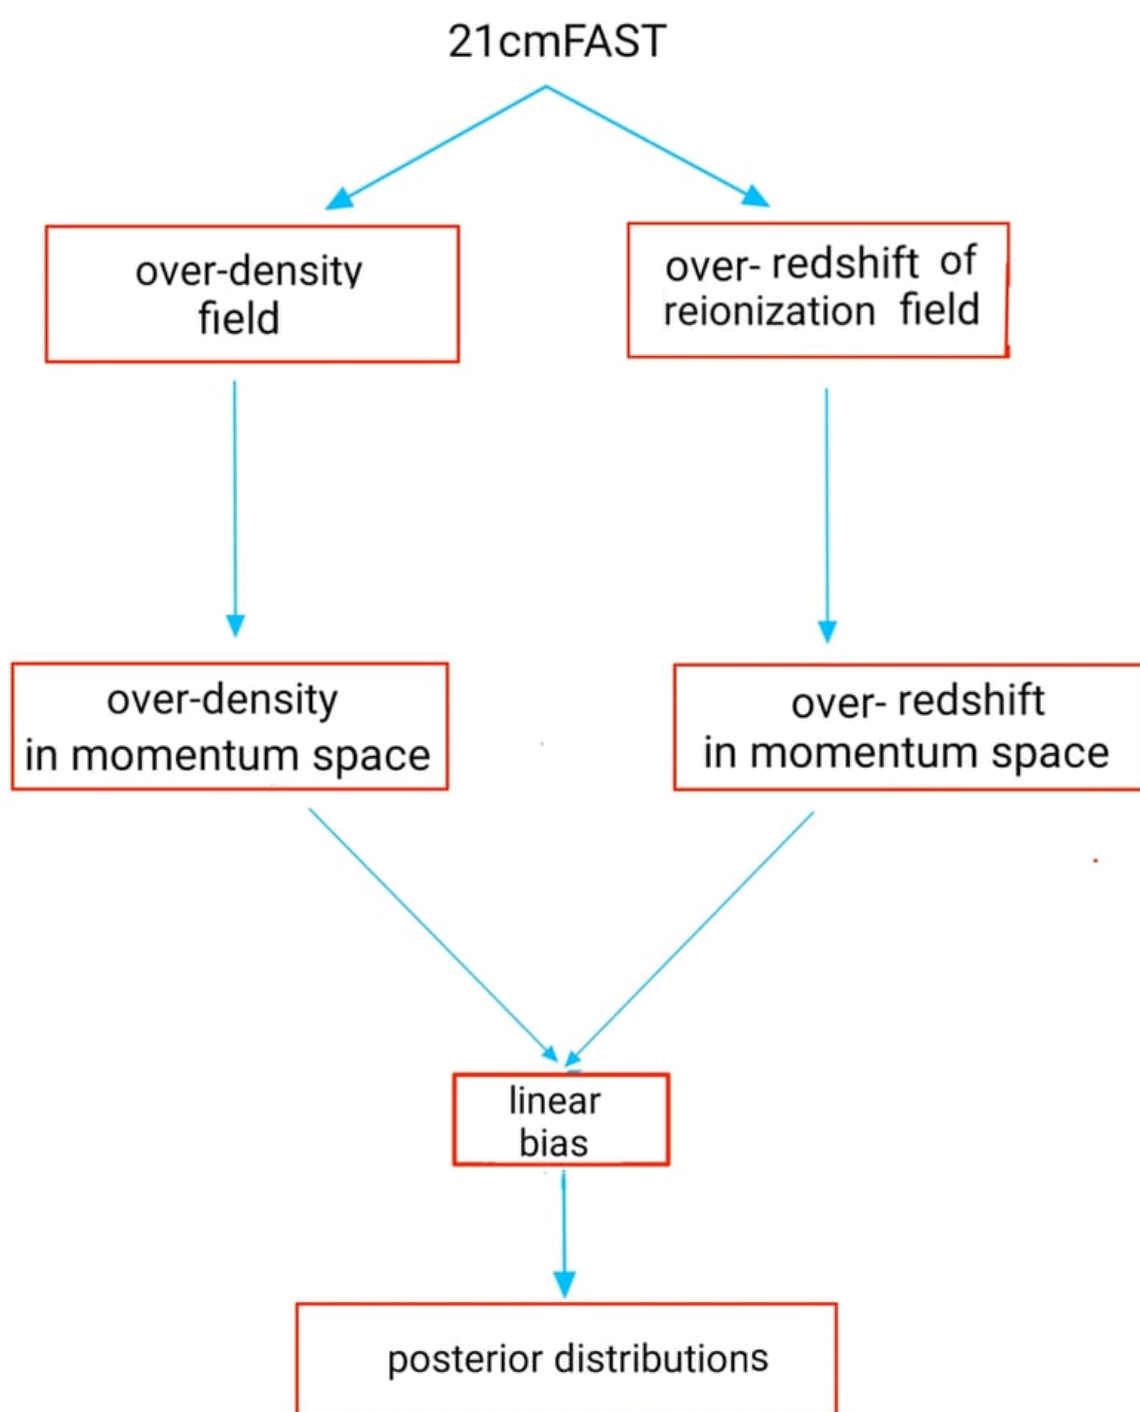 21cmFAST
over-density
field
over- redshift of
reionization field
over-density
in momentum space
over- redshift
in momentum space
linear
bias
posterior distributions